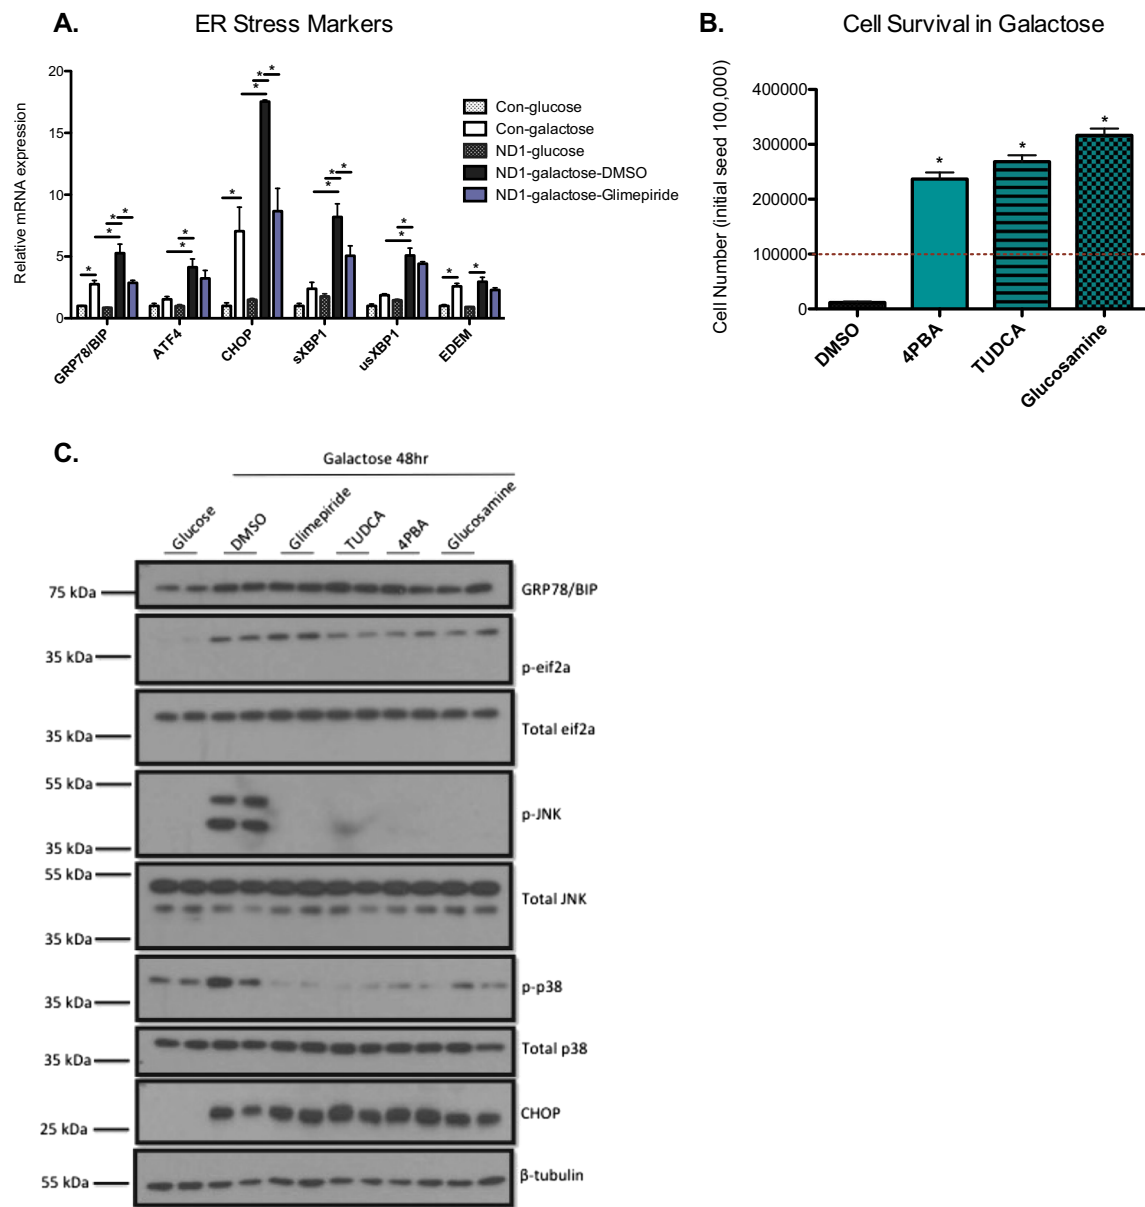 A.
ER Stress Markers
Relative mRNA expression
20
15
10
5
0
* * * * * * * * * * * * * * * * *
GRP78/BIP
ATF4
CHOP
sXBP1
usXBP1
EDEM
Con-glucose
Con-galactose
ND1-glucose
ND1-galactose-DMSO
ND1-galactose-Glimepiride
B.
Cell Survival in Galactose
Cell Number (initial seed 100,000)
400000
300000
200000
100000
0
* * *
DMSO
4PBA
TUDCA
Glucosamine
C.
Galactose 48hr
Glucose
DMSO
Glimepiride
TUDCA
4PBA
Glucosamine
75 kDa
GRP78/BIP
35 kDa
p-eif2a
35 kDa
Total eif2a
55 kDa
p-JNK
35 kDa
55 kDa
Total JNK
35 kDa
p-p38
35 kDa
Total p38
35 kDa
CHOP
25 kDa
β-tubulin
55 kDa